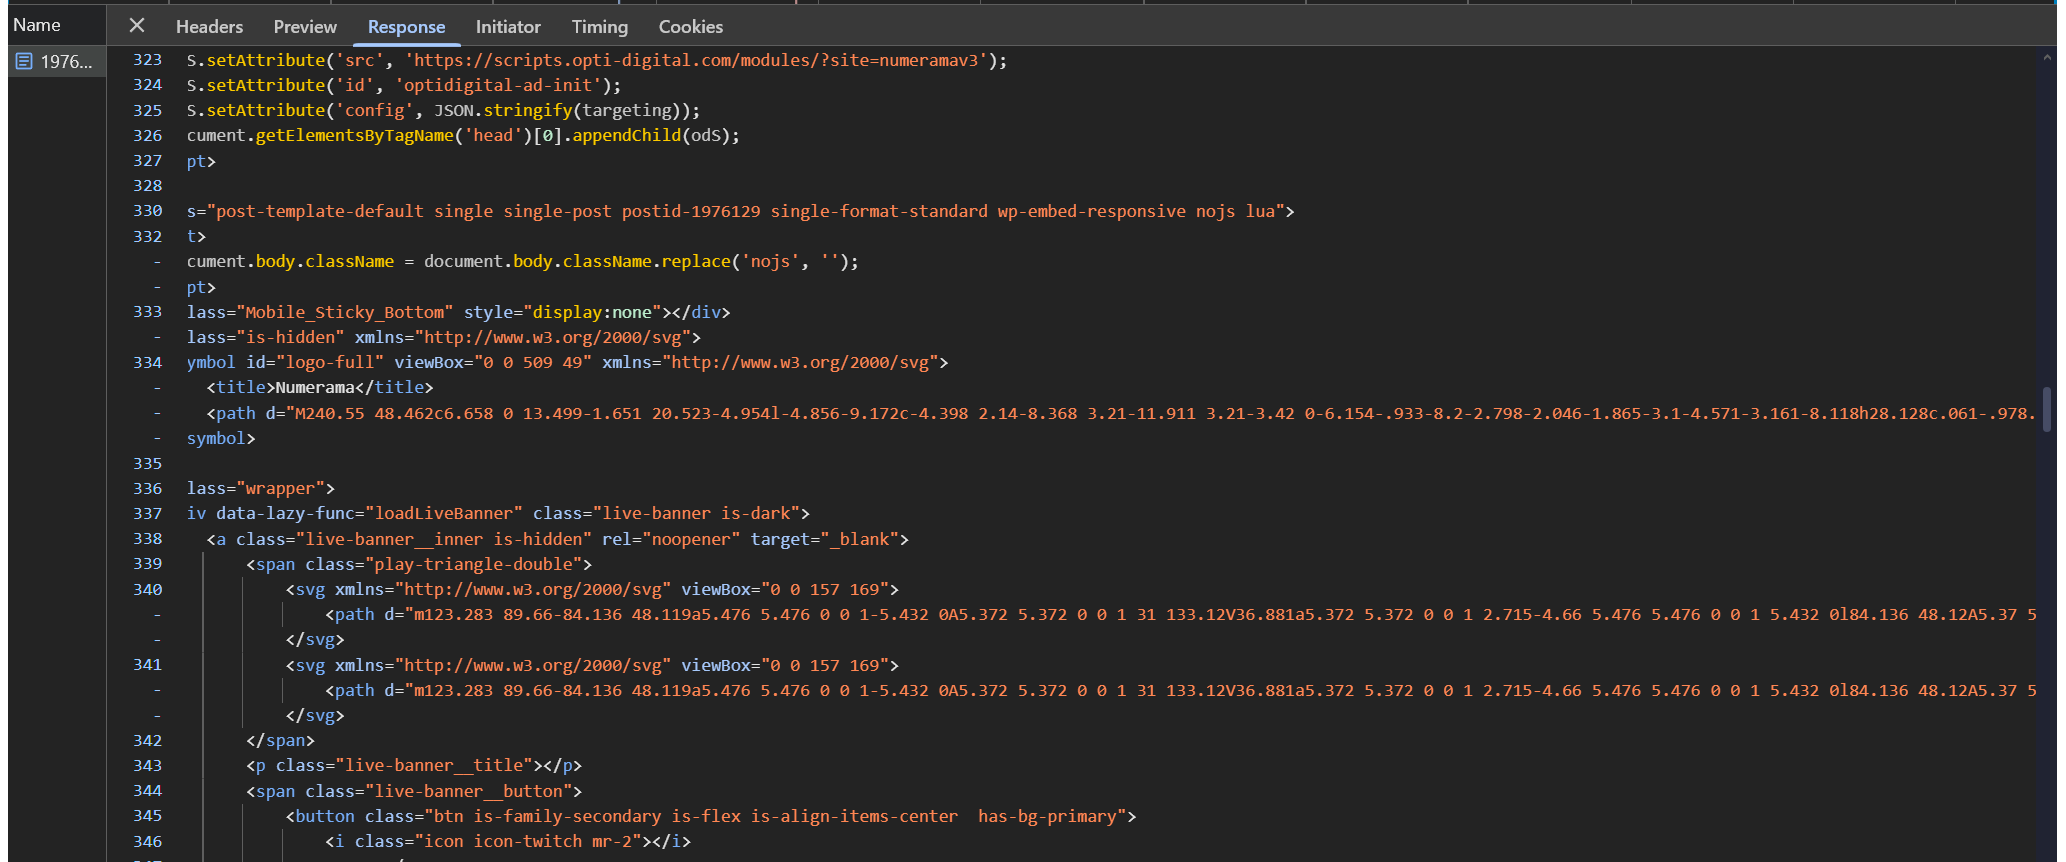 Name
Headers Preview Response Initiator Timing Cookies
1976...
323 S.setAttribute('src', 'https://scripts.opti-digital.com/modules/?site=numeramav3');
324 S.setAttribute('id', 'optidigital-ad-init');
325 S.setAttribute('config', JSON.stringify(targeting));
326 cument.getElementsByTagName('head')[0].appendChild(odS);
327 pt>
328
330 s="post-template-default single single-post postid-1976129 single-format-standard wp-embed-responsive nojs lua">
332 t>
- cument.body.className = document.body.className.replace('nojs', '');
- pt>
333 lass="Mobile_Sticky_Bottom" style="display:none"></div>
- lass="is-hidden" xmlns="http://www.w3.org/2000/svg">
334 ymbol id="logo-full" viewBox="0 0 509 49" xmlns="http://www.w3.org/2000/svg">
- <title>Numerama</title>
- <path d="M240.55 48.462c6.658 0 13.499-1.651 20.523-4.954l-4.856-9.172c-4.398 2.14-8.368 3.21-11.911 3.21-3.42 0-6.154-.933-8.2-2.798-2.046-1.865-3.1-4.571-3.161-8.118h28.128c.061-.978.
- symbol>
335
336 lass="wrapper">
337 iv data-lazy-func="loadLiveBanner" class="live-banner is-dark">
338 <a class="live-banner__inner is-hidden" rel="noopener" target="_blank">
339 <span class="play-triangle-double">
340 <svg xmlns="http://www.w3.org/2000/svg" viewBox="0 0 157 169">
- <path d="m123.283 89.66-84.136 48.119a5.476 5.476 0 0 1-5.432 0A5.372 5.372 0 0 1 31 133.12V36.881a5.372 5.372 0 0 1 2.715-4.66 5.476 5.476 0 0 1 5.432 0l84.136 48.12A5.37 5
- </svg>
341 <svg xmlns="http://www.w3.org/2000/svg" viewBox="0 0 157 169">
- <path d="m123.283 89.66-84.136 48.119a5.476 5.476 0 0 1-5.432 0A5.372 5.372 0 0 1 31 133.12V36.881a5.372 5.372 0 0 1 2.715-4.66 5.476 5.476 0 0 1 5.432 0l84.136 48.12A5.37 5
- </svg>
342 </span>
343 <p class="live-banner__title"></p>
344 <span class="live-banner__button">
345 <button class="btn is-family-secondary is-flex is-align-items-center  has-bg-primary">
346 <i class="icon icon-twitch mr-2"></i>